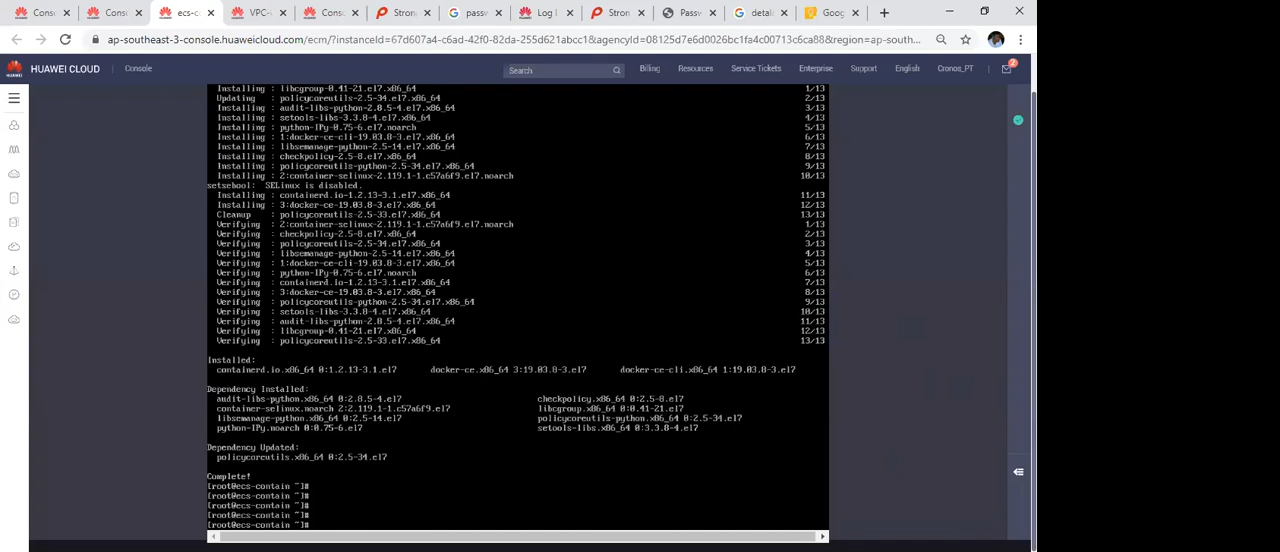 Cons
Cons
ecs-c
VPC-
Cons
Stron
passw
Log
Stron
Passw
detal
Goog
ap-southeast-3-console.huaweicloud.com/ecm/?instanceId=67d607a4-c6ad-42f0-82da-255d621abcc1&agencyId=08125d7e6d0026bc1fa4c00713c6ca88&region=ap-south...
HUAWEI CLOUD
Console
Search
Billing
Resources
Service Tickets
Enterprise
Support
English
Cronos_PT
2
Installing : libcgroup-0.41-21.el7.x86_64 1/13
Updating : policycoreutils-2.5-34.el7.x86_64 2/13
Installing : audit-libs-python-2.8.5-4.el7.x86_64 3/13
Installing : setools-libs-3.3.8-4.el7.x86_64 4/13
Installing : python-IPy-0.75-6.el7.noarch 5/13
Installing : 1:docker-ce-cli-19.03.8-3.el7.x86_64 6/13
Installing : libsemanage-python-2.5-14.el7.x86_64 7/13
Installing : checkpolicy-2.5-8.el7.x86_64 8/13
Installing : policycoreutils-python-2.5-34.el7.x86_64 9/13
Installing : 2:container-selinux-2.119.1-1.c57a6f9.el7.noarch 10/13
setsebool: SELinux is disabled.
Installing : containerd.io-1.2.13-3.1.el7.x86_64 11/13
Installing : 3:docker-ce-19.03.8-3.el7.x86_64 12/13
Cleanup : policycoreutils-2.5-33.el7.x86_64 13/13
Verifying : 2:container-selinux-2.119.1-1.c57a6f9.el7.noarch 1/13
Verifying : checkpolicy-2.5-8.el7.x86_64 2/13
Verifying : policycoreutils-2.5-34.el7.x86_64 3/13
Verifying : libsemanage-python-2.5-14.el7.x86_64 4/13
Verifying : 1:docker-ce-cli-19.03.8-3.el7.x86_64 5/13
Verifying : python-IPy-0.75-6.el7.noarch 6/13
Verifying : containerd.io-1.2.13-3.1.el7.x86_64 7/13
Verifying : 3:docker-ce-19.03.8-3.el7.x86_64 8/13
Verifying : policycoreutils-python-2.5-34.el7.x86_64 9/13
Verifying : setools-libs-3.3.8-4.el7.x86_64 10/13
Verifying : audit-libs-python-2.8.5-4.el7.x86_64 11/13
Verifying : libcgroup-0.41-21.el7.x86_64 12/13
Verifying : policycoreutils-2.5-33.el7.x86_64 13/13
Installed:
containerd.io.x86_64 0:1.2.13-3.1.el7 docker-ce.x86_64 3:19.03.8-3.el7 docker-ce-cli.x86_64 1:19.03.8-3.el7
Dependency Installed:
audit-libs-python.x86_64 0:2.8.5-4.el7 checkpolicy.x86_64 0:2.5-8.el7
container-selinux.noarch 2:2.119.1-1.c57a6f9.el7 libcgroup.x86_64 0:0.41-21.el7
libsemanage-python.x86_64 0:2.5-14.el7 policycoreutils-python.x86_64 0:2.5-34.el7
python-IPy.noarch 0:0.75-6.el7 setools-libs.x86_64 0:3.3.8-4.el7
Dependency Updated:
policycoreutils.x86_64 0:2.5-34.el7
Complete!
[root@ecs-contain ~]#
[root@ecs-contain ~]#
[root@ecs-contain ~]#
[root@ecs-contain ~]#
[root@ecs-contain ~]#